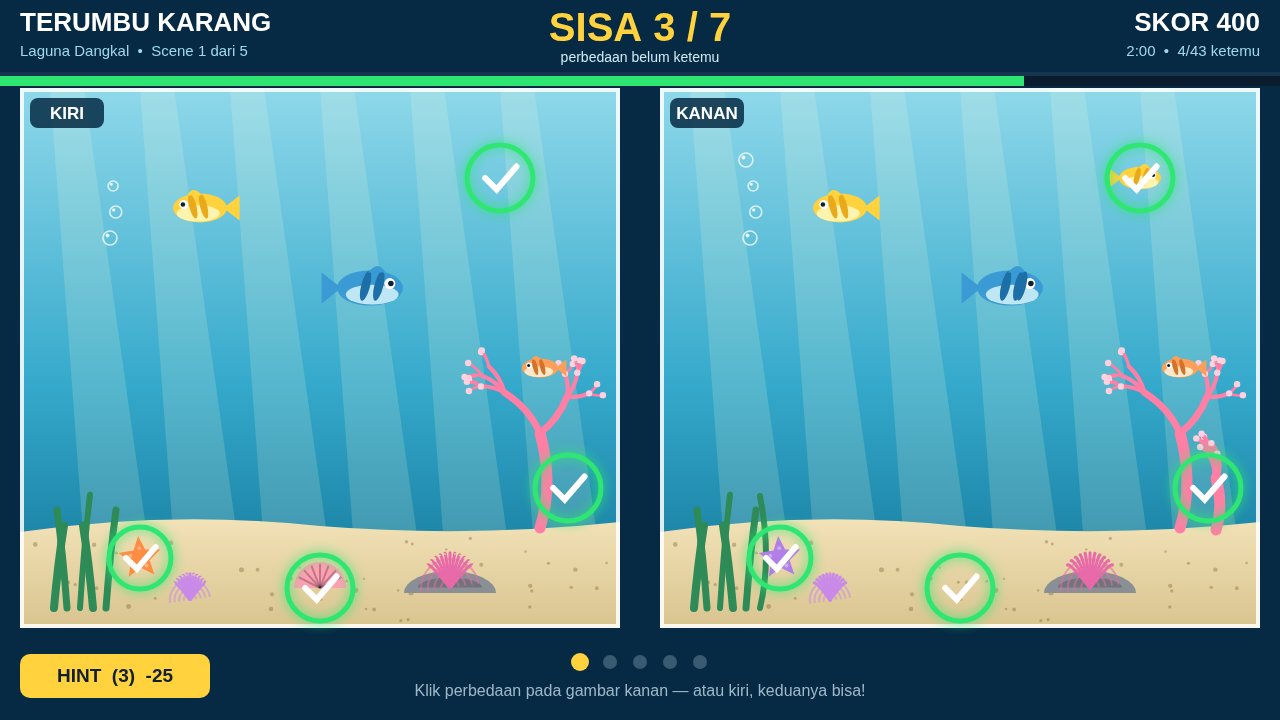 TERUMBU KARANG
Laguna Dangkal • Scene 1 dari 5
SISA 3 / 7
perbedaan belum ketemu
SKOR 400
2:00 • 4/43 ketemu
KIRI
KANAN
HINT (3) -25
Klik perbedaan pada gambar kanan — atau kiri, keduanya bisa!